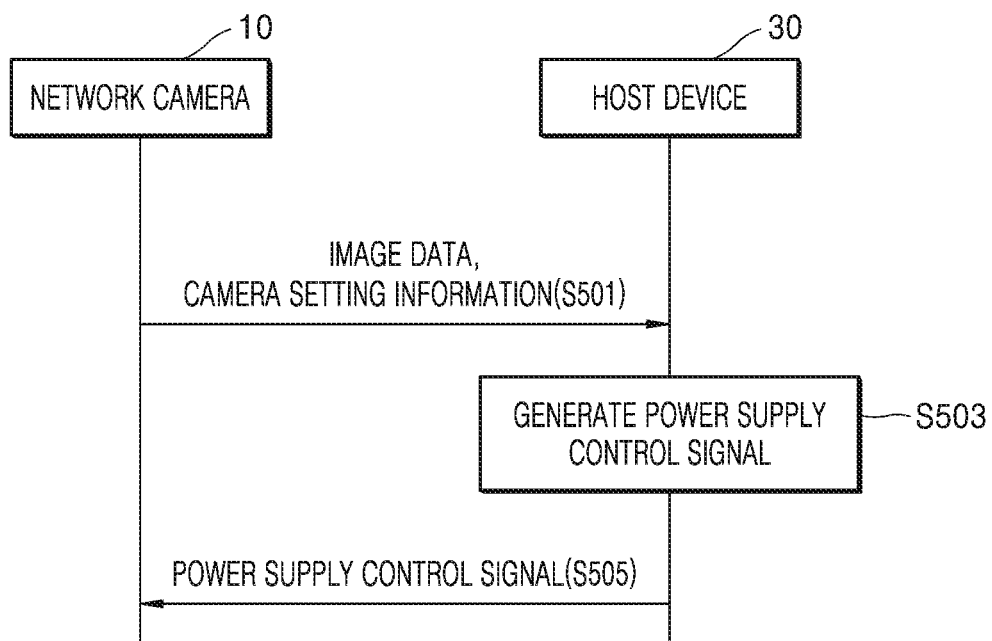 10
30
NETWORK CAMERA
HOST DEVICE
IMAGE DATA,
CAMERA SETTING INFORMATION(S501)
GENERATE POWER SUPPLY
CONTROL SIGNAL
S503
POWER SUPPLY CONTROL SIGNAL(S505)